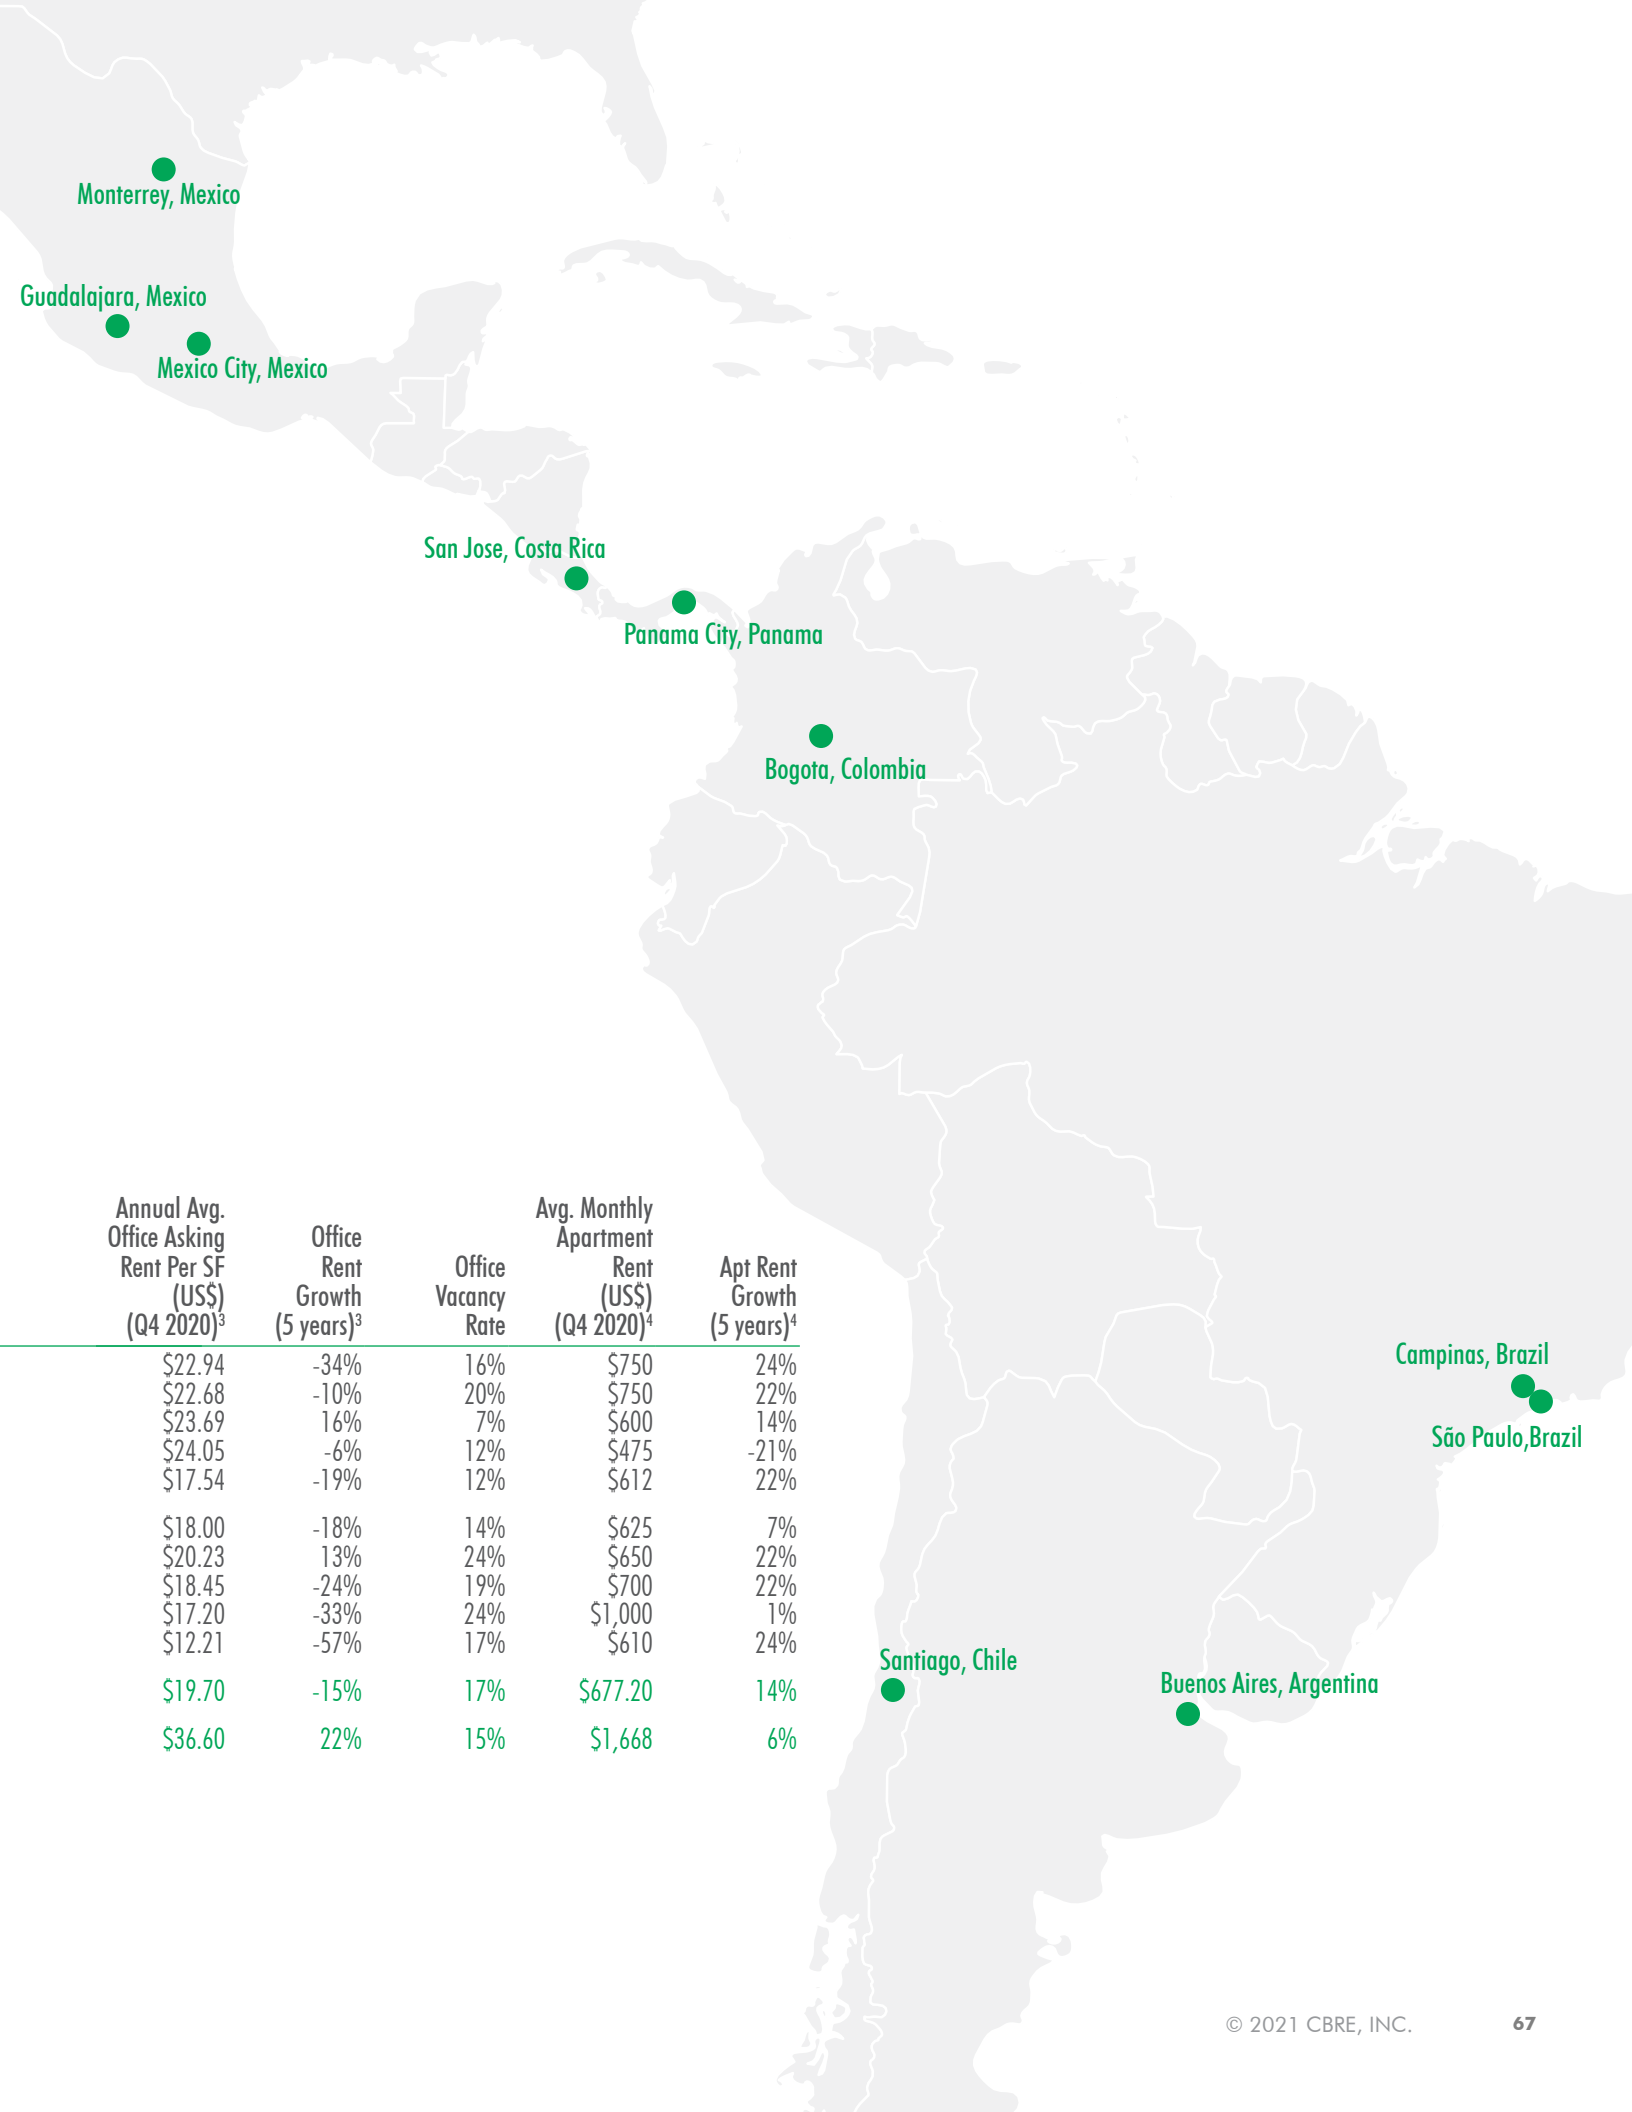 Monterrey, Mexico
Guadalajara, Mexico
Mexico City, Mexico
San Jose, Costa Rica
Panama City, Panama
Bogota, Colombia
Annual Avg.
Office Asking
Rent Per SF
(US$)
(Q4 2020)3
Office
Rent
Growth
(5 years)3
Office
Vacancy
Rate
Avg. Monthly
Apartment
Rent
(US$)
(Q4 2020)4
Apt Rent
Growth
(5 years)4
$22.94 -34% 16% $750 24%
$22.68 -10% 20% $750 22%
$23.69 16% 7% $600 14%
$24.05 -6% 12% $475 -21%
$17.54 -19% 12% $612 22%
$18.00 -18% 14% $625 7%
$20.23 13% 24% $650 22%
$18.45 -24% 19% $700 22%
$17.20 -33% 24% $1,000 1%
$12.21 -57% 17% $610 24%
$19.70 -15% 17% $677.20 14%
$36.60 22% 15% $1,668 6%
Campinas, Brazil
São Paulo,Brazil
Santiago, Chile
Buenos Aires, Argentina
© 2021 CBRE, INC. 67